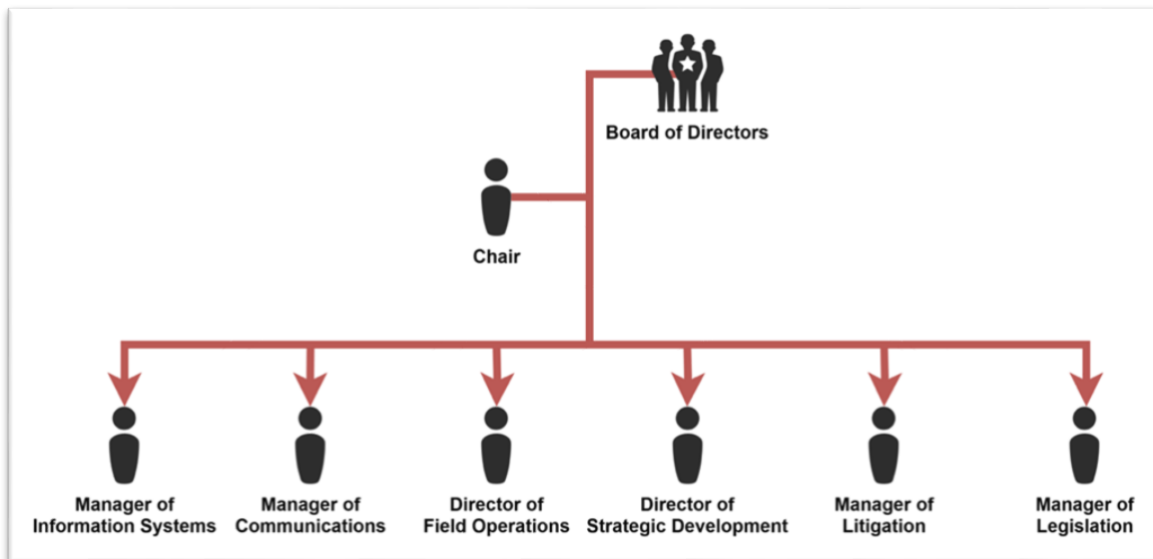 Board of Directors
Chair
Manager of
Information Systems
Manager of
Communications
Director of
Field Operations
Director of
Strategic Development
Manager of
Litigation
Manager of
Legislation